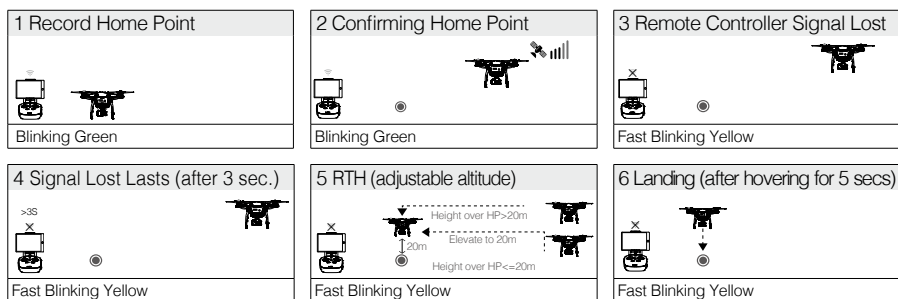 1 Record Home Point
Blinking Green
2 Confirming Home Point
Blinking Green
3 Remote Controller Signal Lost
Fast Blinking Yellow
4 Signal Lost Lasts (after 3 sec.)
>3S
Fast Blinking Yellow
5 RTH (adjustable altitude)
Height over HP>20m
Elevate to 20m
20m
Height over HP<=20m
Fast Blinking Yellow
6 Landing (after hovering for 5 secs)
Fast Blinking Yellow